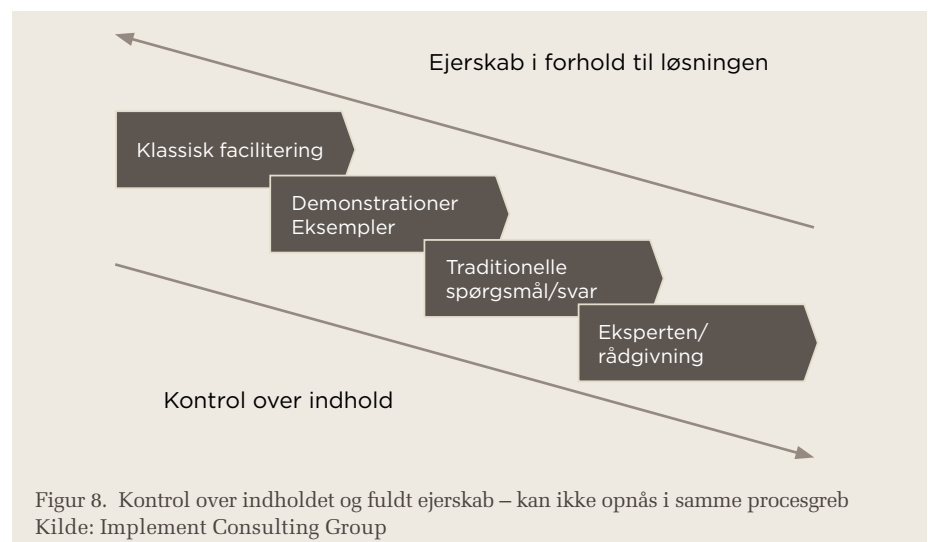 Ejerskab i forhold til løsningen
Klassisk facilitering
Demonstrationer
Eksempler
Traditionelle
spørgsmål/svar
Eksperten/
rådgivning
Kontrol over indhold
Figur 8. Kontrol over indholdet og fuldt ejerskab – kan ikke opnås i samme procesgreb
Kilde: Implement Consulting Group